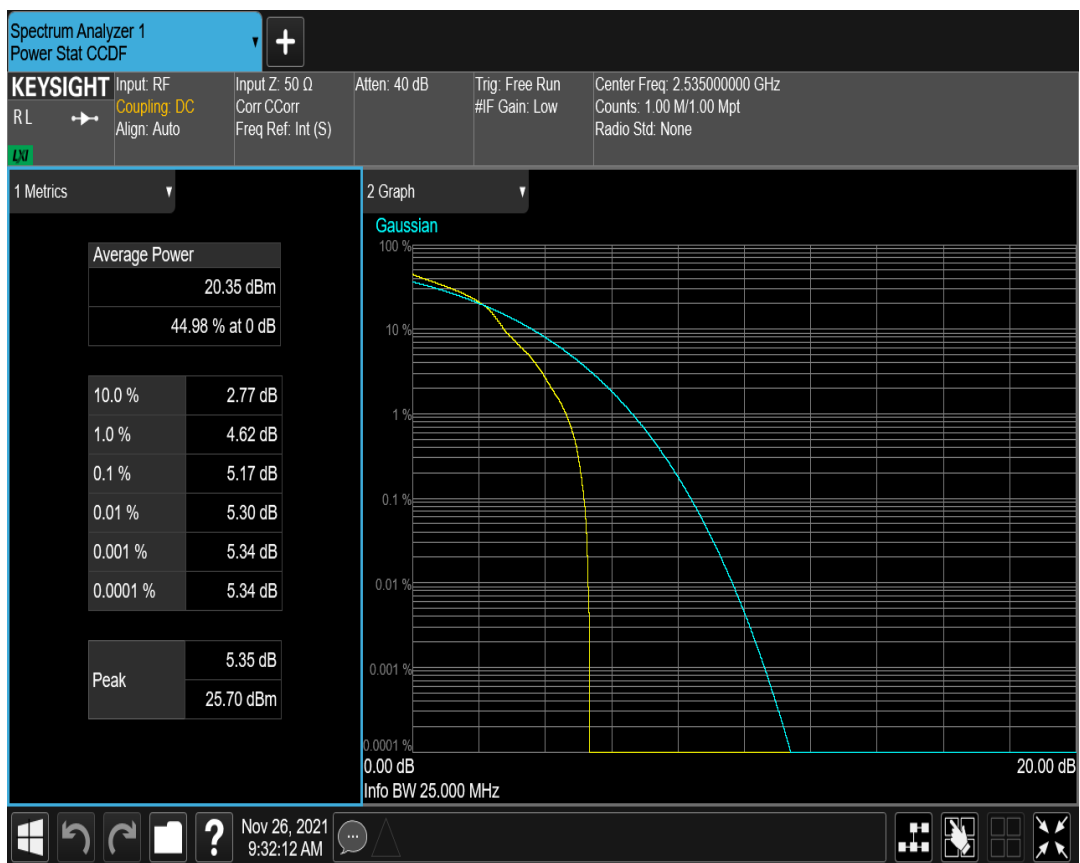 Spectrum Analyzer 1
Power Stat CCDF
+
KEYSIGHT
RL
LXI
Input: RF
Coupling: DC
Align: Auto
Input Z: 50 Ω
Corr CCorr
Freq Ref: Int (S)
Atten: 40 dB
Trig: Free Run
#IF Gain: Low
Center Freq: 2.535000000 GHz
Counts: 1.00 M/1.00 Mpt
Radio Std: None
1 Metrics
Average Power
20.35 dBm
44.98 % at 0 dB
10.0 % 2.77 dB
1.0 % 4.62 dB
0.1 % 5.17 dB
0.01 % 5.30 dB
0.001 % 5.34 dB
0.0001 % 5.34 dB
Peak
5.35 dB
25.70 dBm
2 Graph
Gaussian
100 %
10 %
1 %
0.1 %
0.01 %
0.001 %
0.0001 %
0.00 dB 20.00 dB
Info BW 25.000 MHz
?
Nov 26, 2021
9:32:12 AM